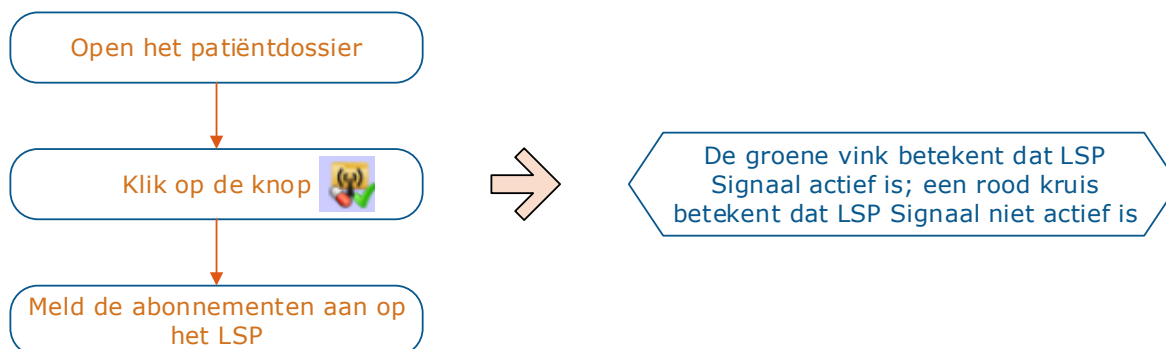 Open het patiëntdossier
Klik op de knop
De groene vink betekent dat LSP
Signaal actief is; een rood kruis
betekent dat LSP Signaal niet actief is
Meld de abonnementen aan op
het LSP